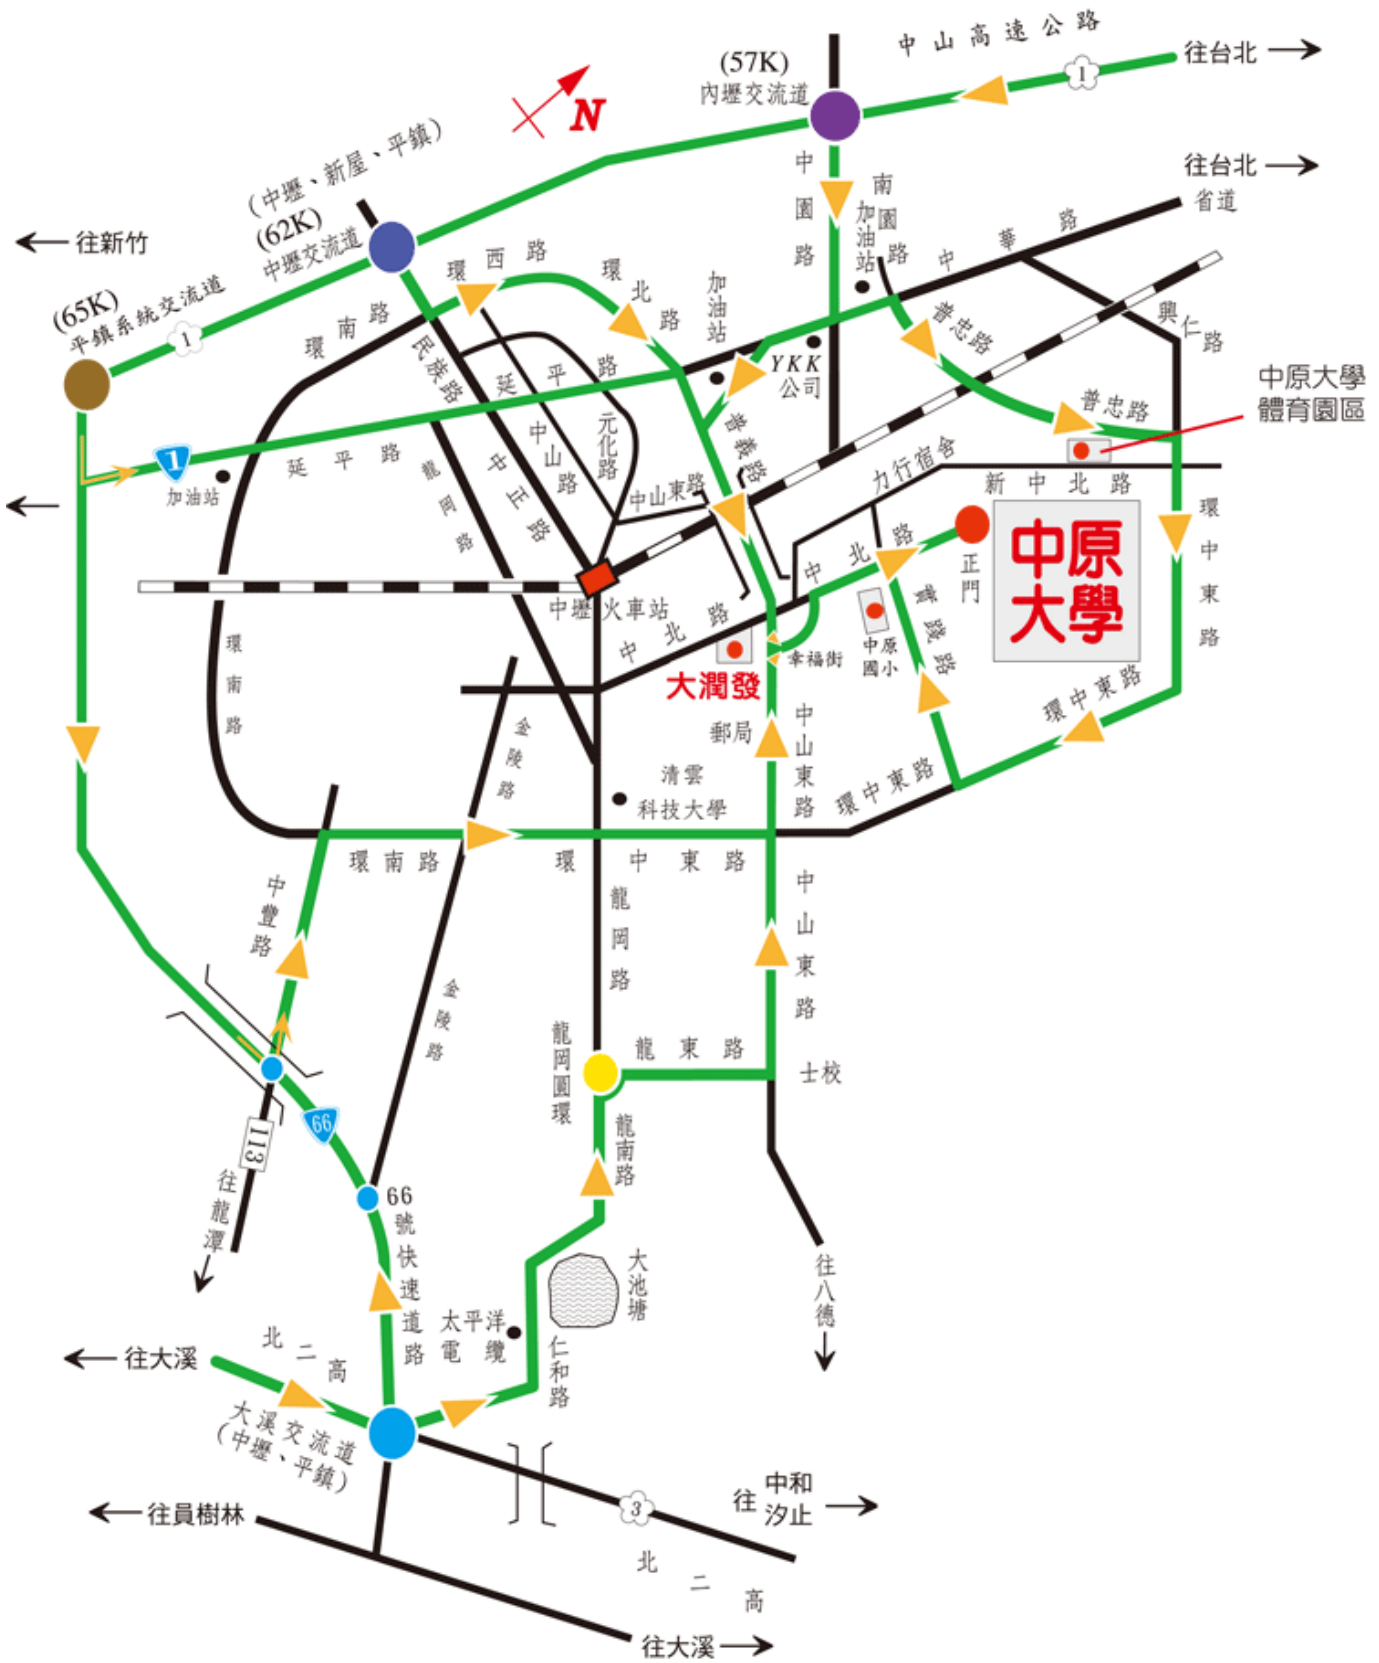 中山高速公路
1
往台北
(57K)
內壢交流道
N
往台北
省道
(中壢、新屋、平鎮)
(62K)
中壢交流道
往新竹
(65K)
平鎮系統交流道
1
中園路
南園路
加油站
中華路
環西路
環北路
加油站
環南路
民族路
延平路
YKK
公司
普忠路
興仁路
中原大學
體育園區
普忠路
1
加油站
延平路
龍岡路
中正路
中山路
元化路
中山東路
普義路
力行宿舍
新中北路
環中東路
中原
大學
正門
中北路
中壢火車站
中北路
大潤發
幸福街
中原
國小
實踐路
環南路
金陵路
郵局
中山東路
環中東路
環中東路
清雲
科技大學
環南路
環中東路
中豐路
龍岡路
中山東路
金陵路
龍岡圓環
龍東路
士校
66
113
往龍潭
66號快速道路
龍南路
大池塘
往八德
太平洋
電纜
仁和路
往大溪
北二高
大溪交流道
(中壢、平鎮)
往員樹林
3
往
中和
汐止
北二高
往大溪